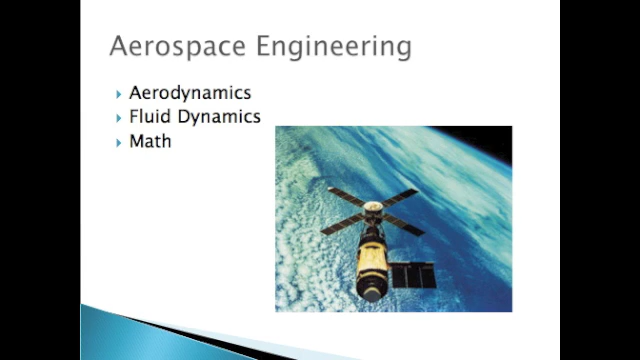 Aerospace Engineering
Aerodynamics
Fluid Dynamics
Math